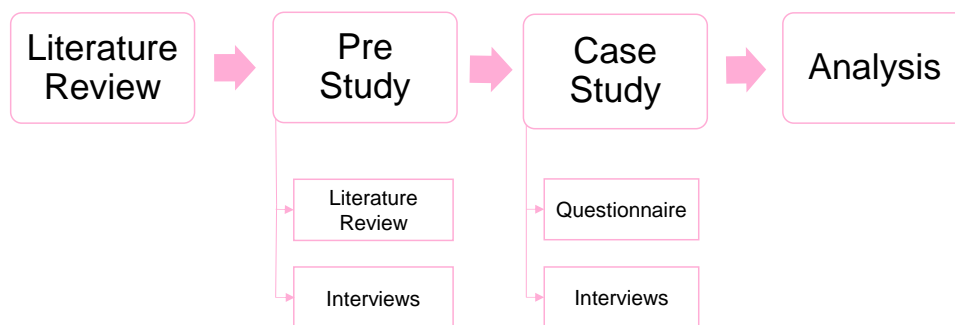 Literature
Review
Pre
Study
Case
Study
Analysis
Literature
Review
Interviews
Questionnaire
Interviews